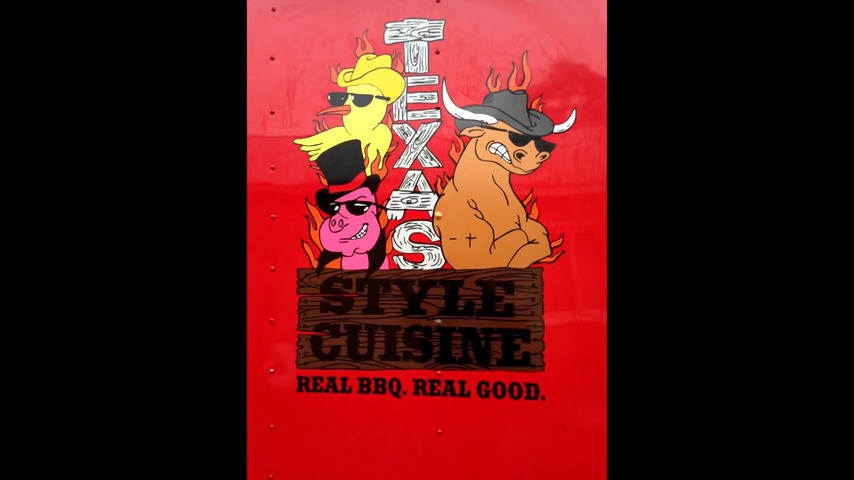 TEXAS
STYLE
CUISINE
REAL BBQ. REAL GOOD.